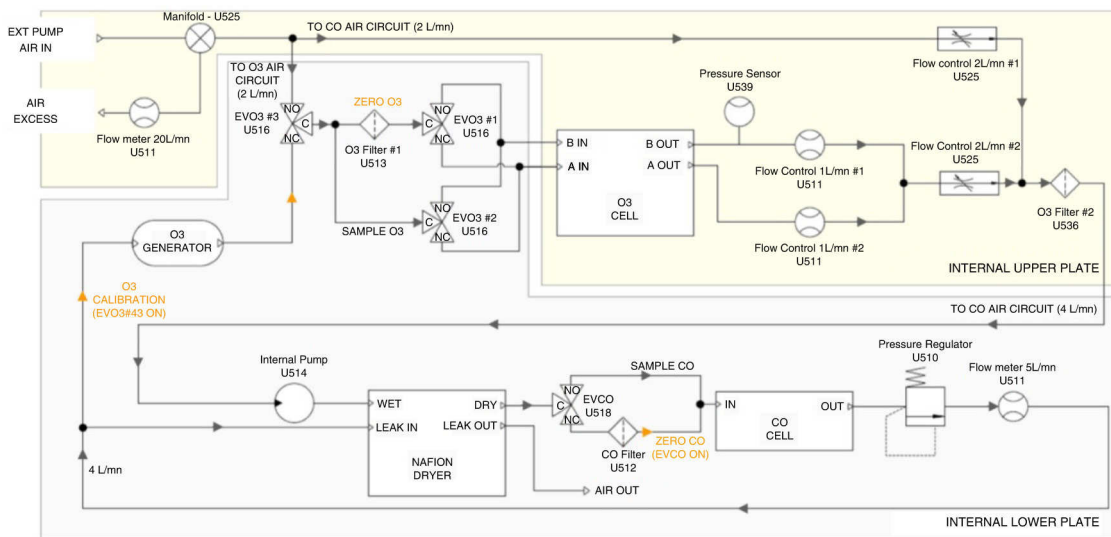 EXT PUMP
AIR IN
Manifold - U525
TO CO AIR CIRCUIT (2 L/mn)
Flow control 2L/mn #1
U525
AIR
EXCESS
Flow meter 20L/mn
U511
TO O3 AIR
CIRCUIT
(2 L/mn)
NO
C
NC
EVO3 #3
U516
ZERO O3
O3 Filter #1
U513
NO
C
NC
EVO3 #1
U516
SAMPLE O3
NO
C
NC
EVO3 #2
U516
B IN
A IN
B OUT
A OUT
O3
CELL
Pressure Sensor
U539
Flow Control 1L/mn #1
U511
Flow Control 1L/mn #2
U511
Flow Control 2L/mn #2
U525
O3 Filter #2
U536
INTERNAL UPPER PLATE
O3
GENERATOR
O3
CALIBRATION
(EVO3#43 ON)
TO CO AIR CIRCUIT (4 L/mn)
Internal Pump
U514
WET
LEAK IN
DRY
LEAK OUT
NAFION
DRYER
NO
C
NC
EVCO
U518
SAMPLE CO
CO Filter
U512
ZERO CO
(EVCO ON)
IN
OUT
CO
CELL
Pressure Regulator
U510
Flow meter 5L/mn
U511
4 L/mn
AIR OUT
INTERNAL LOWER PLATE